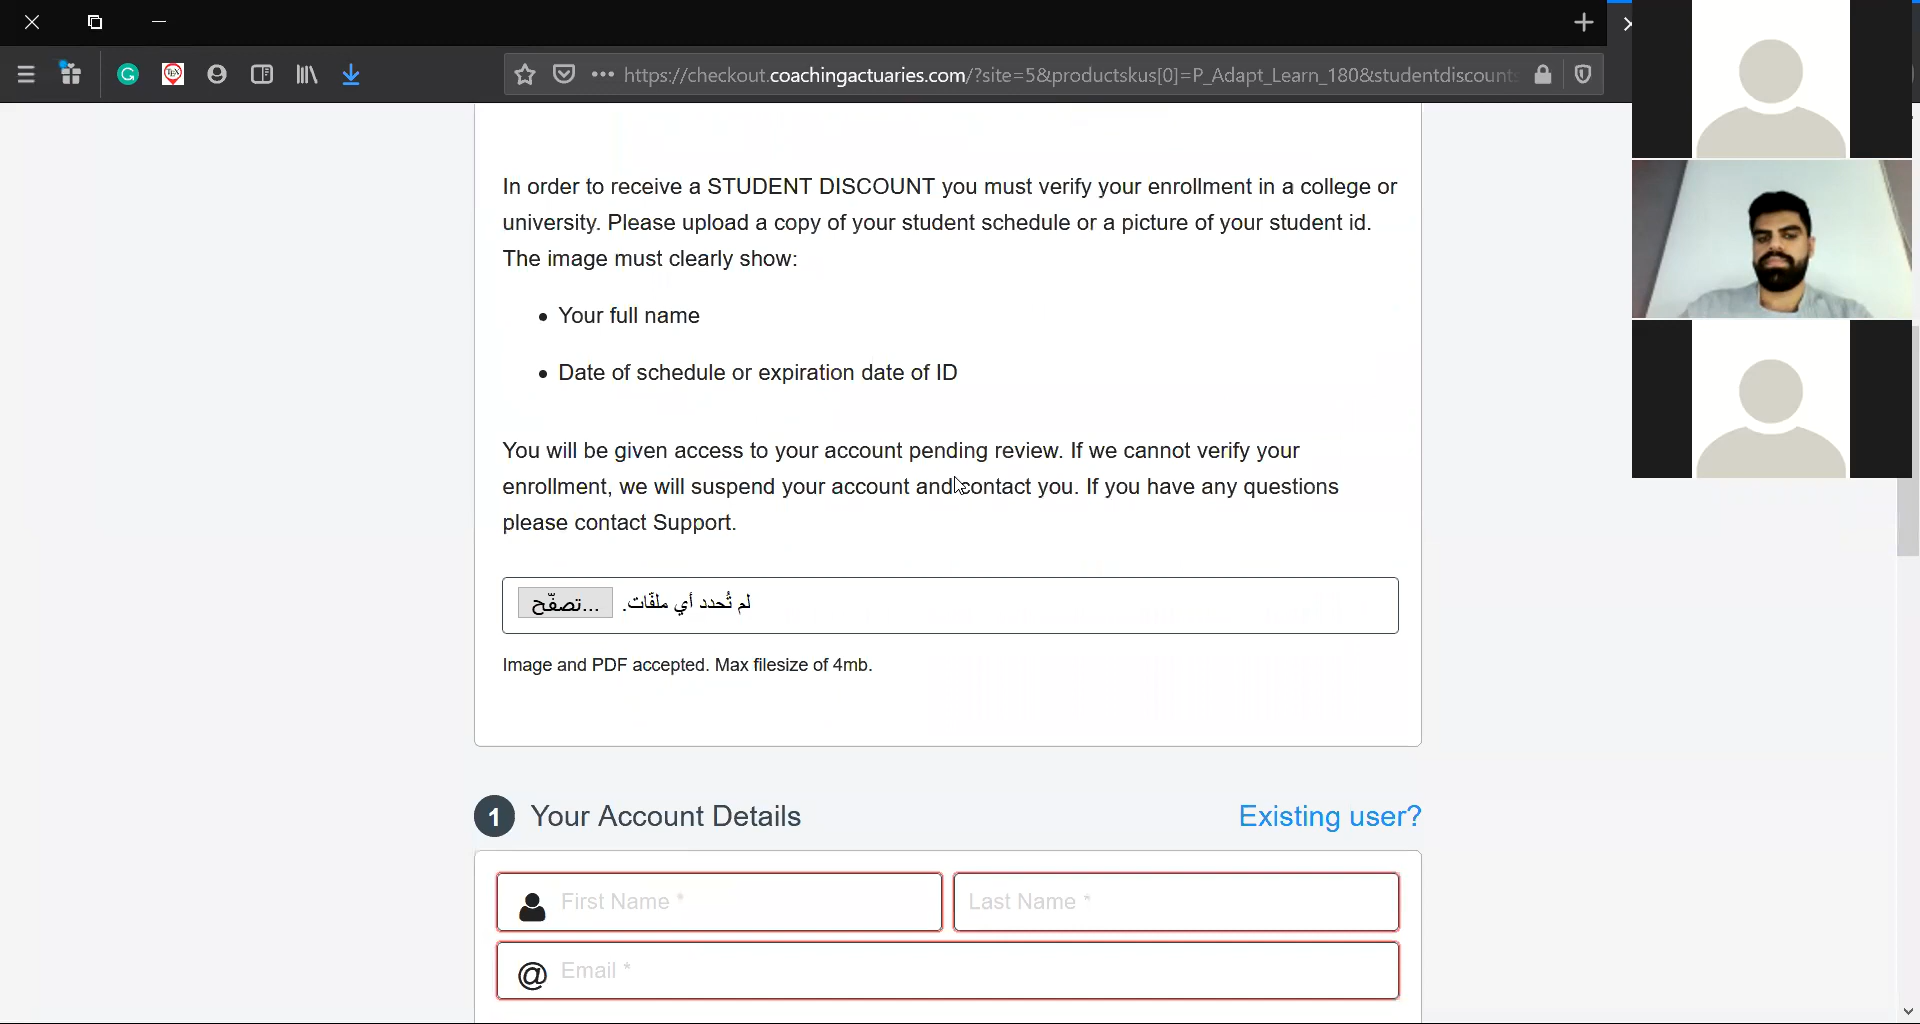 https://checkout.coachingactuaries.com/?site=5&productskus[0]=P_Adapt_Learn_180&studentdiscounts
In order to receive a STUDENT DISCOUNT you must verify your enrollment in a college or
university. Please upload a copy of your student schedule or a picture of your student id.
The image must clearly show:
• Your full name
• Date of schedule or expiration date of ID
You will be given access to your account pending review. If we cannot verify your
enrollment, we will suspend your account and contact you. If you have any questions
please contact Support.
تصفّح... لم تُحدد أي ملفّات.
Image and PDF accepted. Max filesize of 4mb.
1 Your Account Details Existing user?
First Name * Last Name *
@ Email *